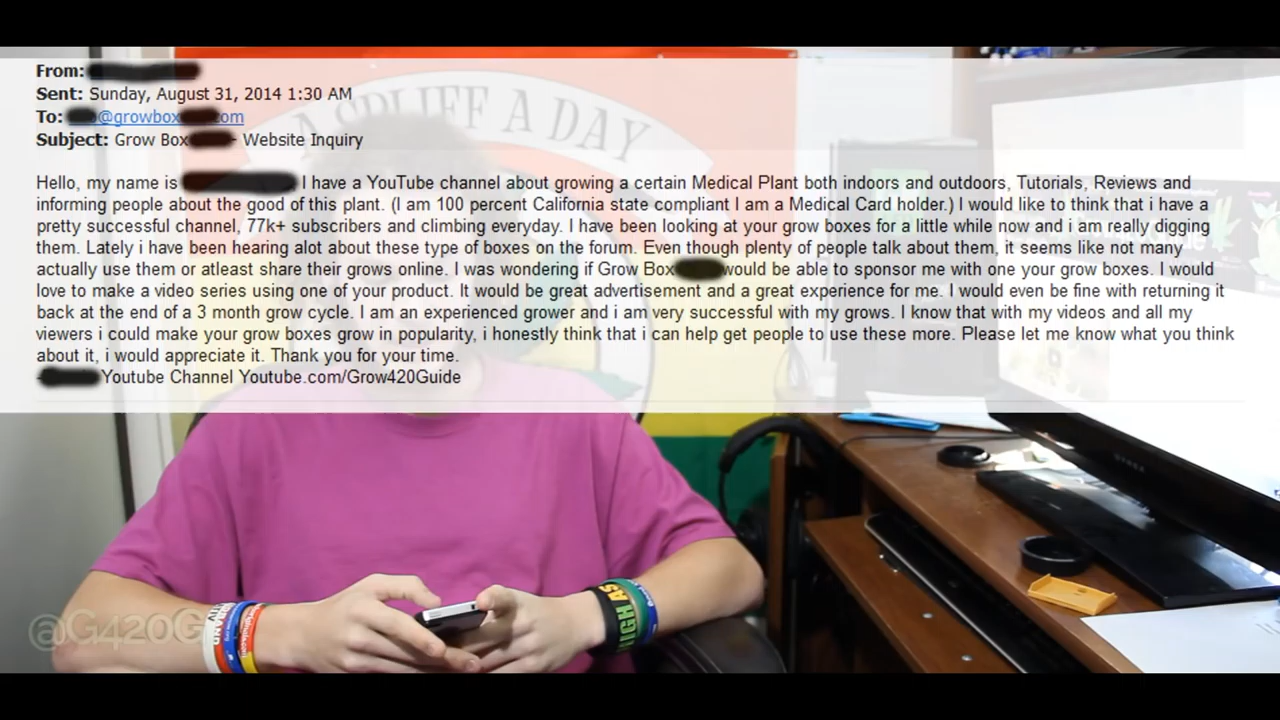 From:
Sent: Sunday, August 31, 2014 1:30 AM
To: @growbox .com
Subject: Grow Box - Website Inquiry
A SPLIFF A DAY
Hello, my name is I have a YouTube channel about growing a certain Medical Plant both indoors and outdoors, Tutorials, Reviews and
informing people about the good of this plant. (I am 100 percent California state compliant I am a Medical Card holder.) I would like to think that i have a
pretty successful channel, 77k+ subscribers and climbing everyday. I have been looking at your grow boxes for a little while now and i am really digging
them. Lately i have been hearing alot about these type of boxes on the forum. Even though plenty of people talk about them, it seems like not many
actually use them or atleast share their grows online. I was wondering if Grow Box would be able to sponsor me with one your grow boxes. I would
love to make a video series using one of your product. It would be great advertisement and a great experience for me. I would even be fine with returning it
back at the end of a 3 month grow cycle. I am an experienced grower and i am very successful with my grows. I know that with my videos and all my
viewers i could make your grow boxes grow in popularity, i honestly think that i can help get people to use these more. Please let me know what you think
about it, i would appreciate it. Thank you for your time.
- Youtube Channel Youtube.com/Grow420Guide
HIGH AS
@G420G